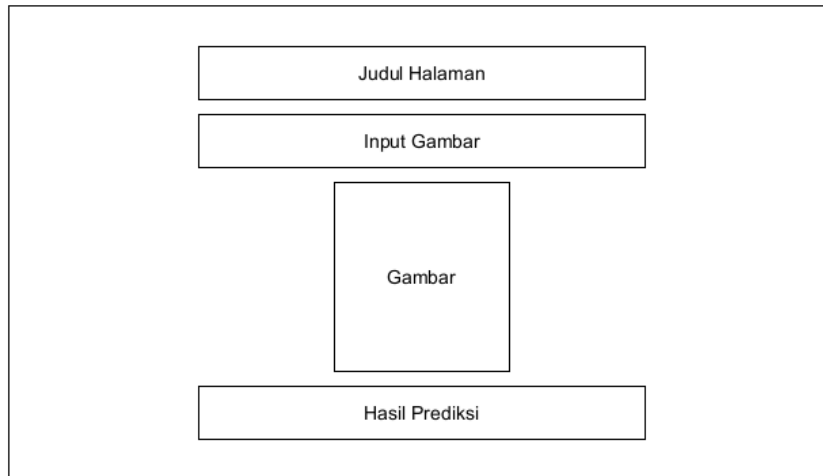 Judul Halaman
Input Gambar
Gambar
Hasil Prediksi